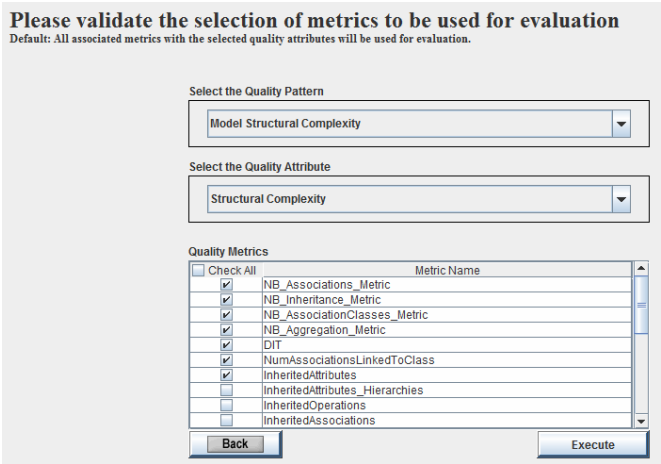 Please validate the selection of metrics to be used for evaluation
Default: All associated metrics with the selected quality attributes will be used for evaluation.
Select the Quality Pattern
Model Structural Complexity
Select the Quality Attribute
Structural Complexity
Quality Metrics
Check All Metric Name
NB_Associations_Metric
NB_Inheritance_Metric
NB_AssociationClasses_Metric
NB_Aggregation_Metric
DIT
NumAssociationsLinkedToClass
InheritedAttributes
InheritedAttributes_Hierarchies
InheritedOperations
InheritedAssociations
Back Execute